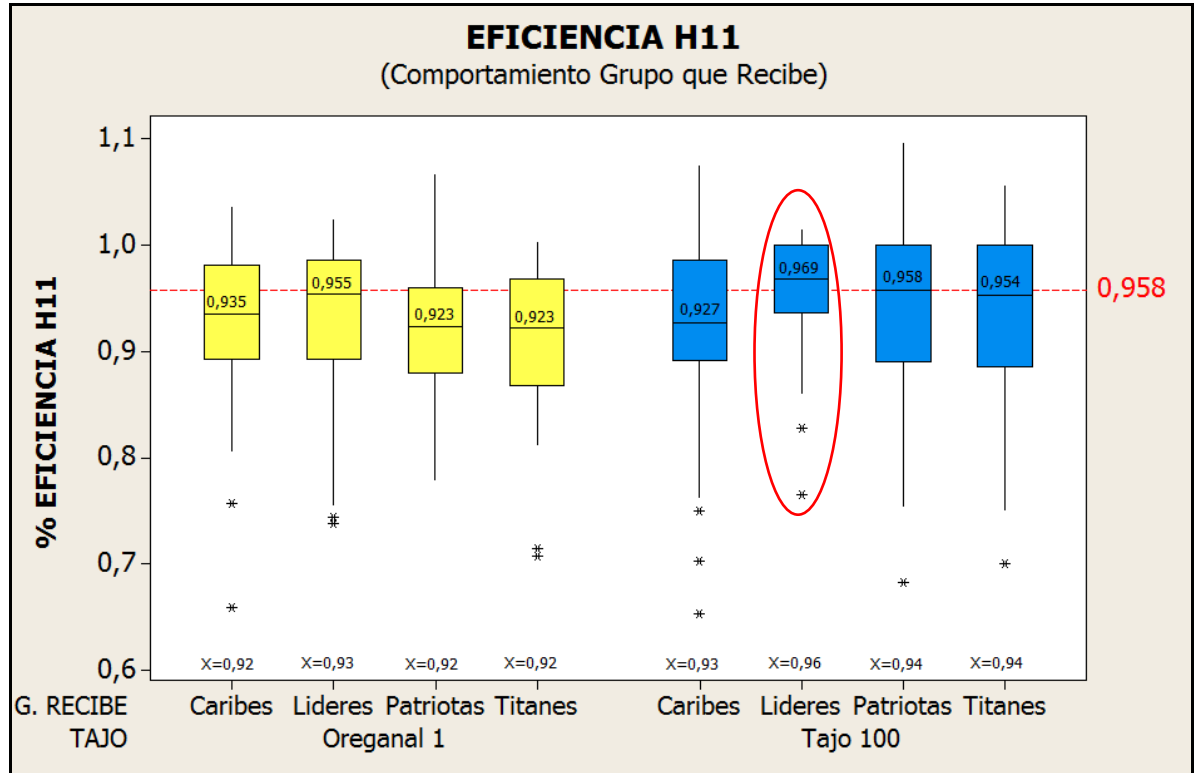 EFICIENCIA H11
(Comportamiento Grupo que Recibe)
% EFICIENCIA H11
1,1
1,0
0,9
0,8
0,7
0,6
0,935
0,955
0,923
0,923
0,927
0,969
0,958
0,954
0,958
X=0,92
X=0,93
X=0,92
X=0,92
X=0,93
X=0,96
X=0,94
X=0,94
G. RECIBE Caribes Lideres Patriotas Titanes Caribes Lideres Patriotas Titanes
TAJO Oreganal 1 Tajo 100